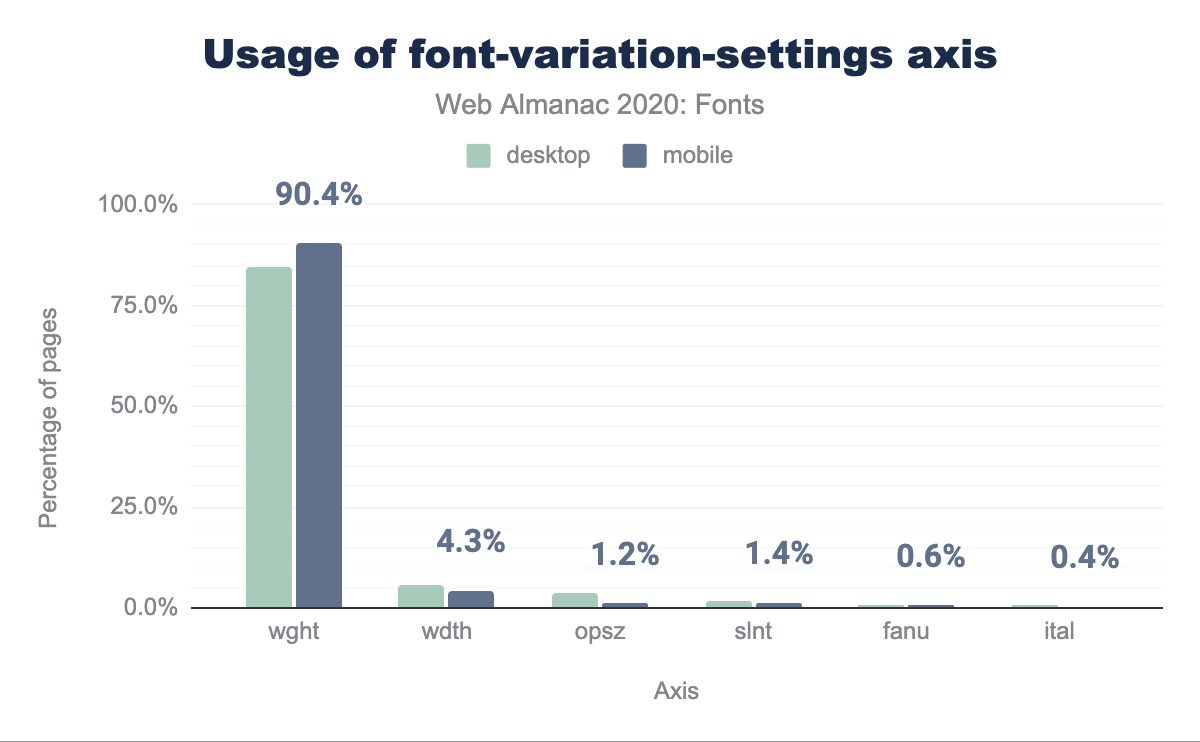 Usage of font-variation-settings axis
Web Almanac 2020: Fonts
desktop mobile
90.4%
100.0%
75.0%
50.0%
25.0%
0.0%
Percentage of pages
4.3% 1.2% 1.4% 0.6% 0.4%
wght wdth opsz slnt fanu ital
Axis